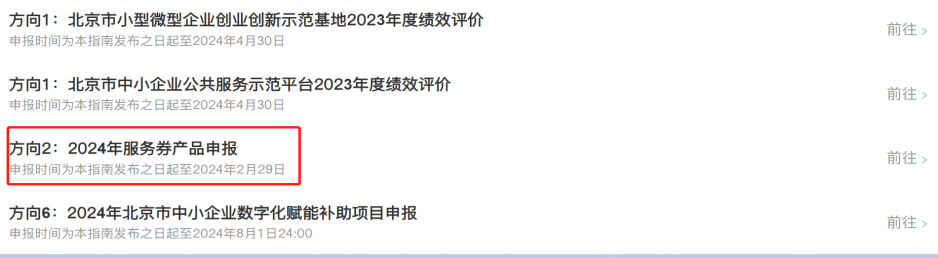 方向1：北京市小型微型企业创业创新示范基地2023年度绩效评价
申报时间为本指南发布之日起至2024年4月30日
前往 >
方向1：北京市中小企业公共服务示范平台2023年度绩效评价
申报时间为本指南发布之日起至2024年4月30日
前往 >
方向2：2024年服务券产品申报
申报时间为本指南发布之日起至2024年2月29日
前往 >
方向6：2024年北京市中小企业数字化赋能补助项目申报
申报时间为本指南发布之日起至2024年8月1日24:00
前往 >